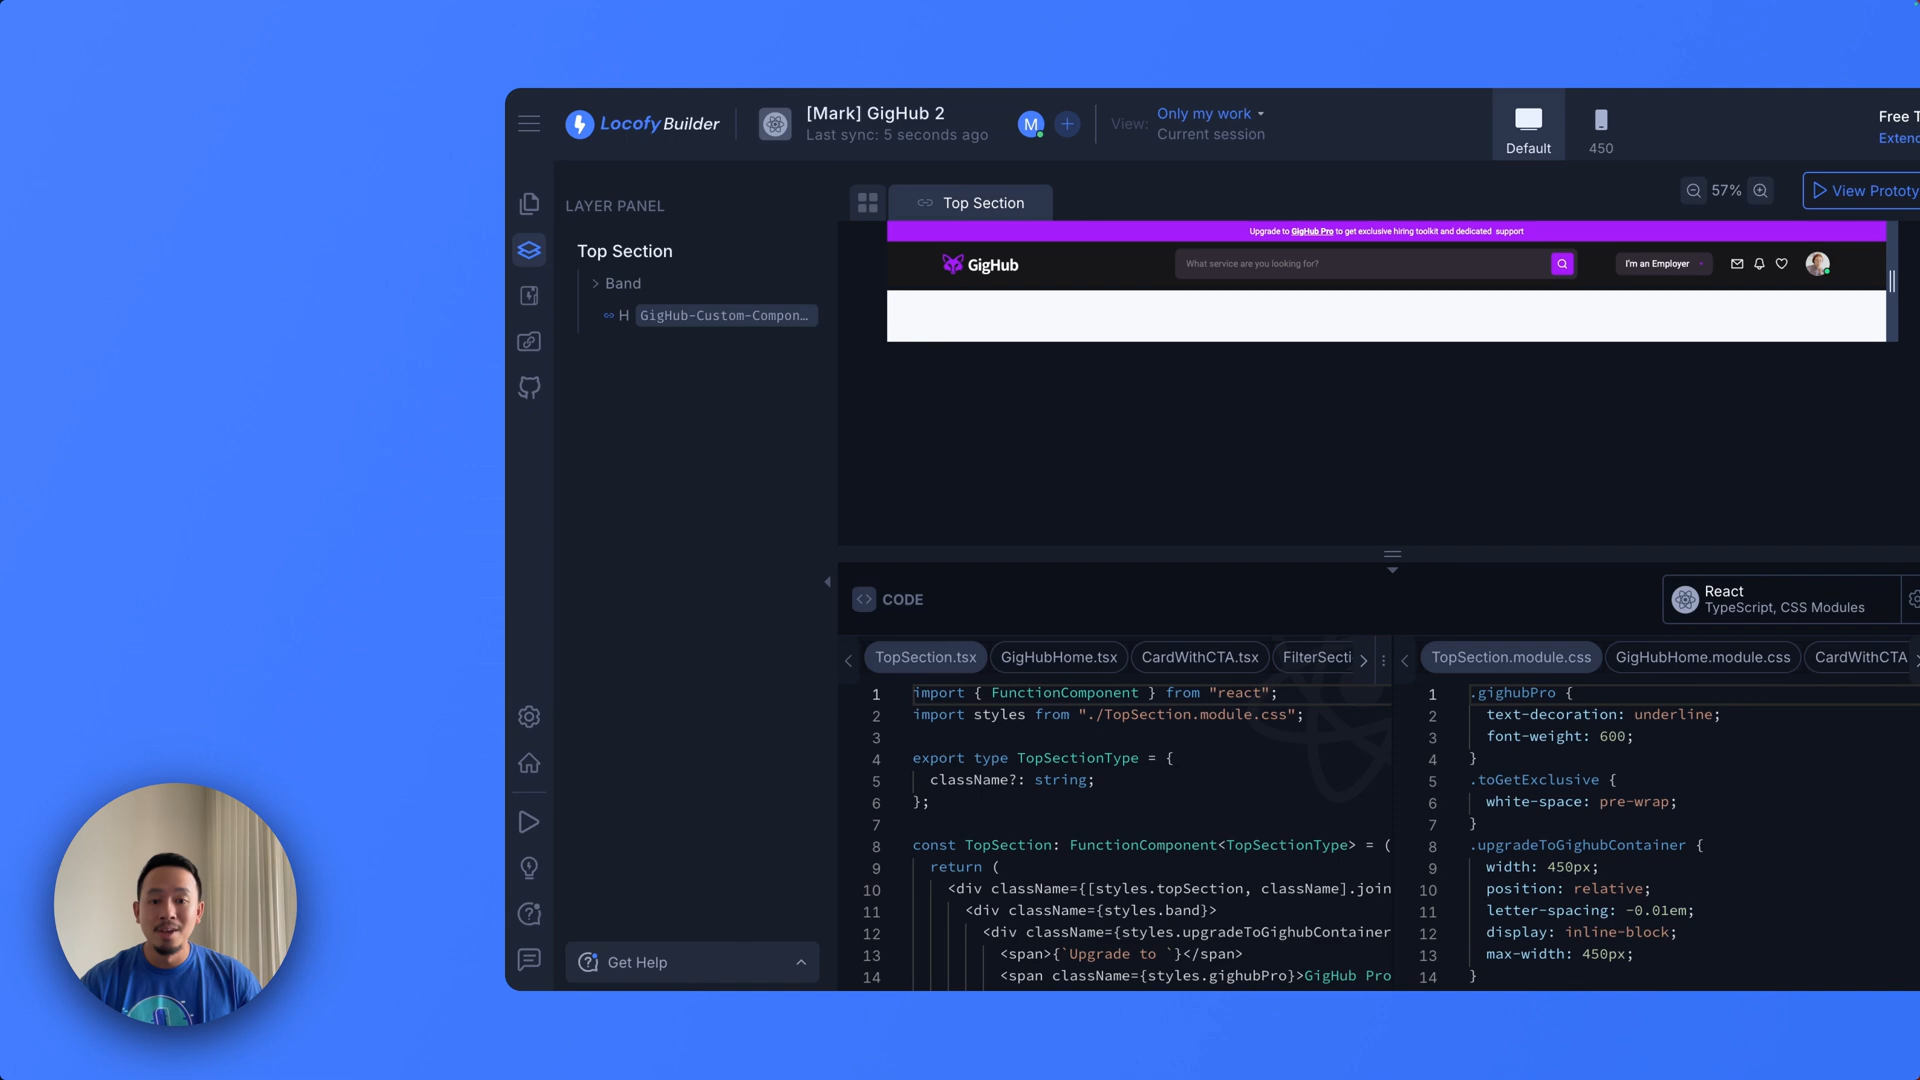 Locofy Builder
[Mark] GigHub 2
Last sync: 5 seconds ago
M
View:
Only my work
Current session
Default
450
Free T
Extenc
LAYER PANEL
Top Section
Band
H GigHub-Custom-Compon…
Top Section
57%
View Prototy
Upgrade to GigHub Pro to get exclusive hiring toolkit and dedicated support
GigHub
What service are you looking for?
I'm an Employer
CODE
React
TypeScript, CSS Modules
TopSection.tsx
GigHubHome.tsx
CardWithCTA.tsx
FilterSecti
1 import { FunctionComponent } from "react";
2 import styles from "./TopSection.module.css";
3
4 export type TopSectionType = {
5 className?: string;
6 };
7
8 const TopSection: FunctionComponent<TopSectionType> = (
9 return (
10 <div className={[styles.topSection, className].join
11 <div className={styles.band}>
12 <div className={styles.upgradeToGighubContainer
13 <span>{`Upgrade to `}</span>
14 <span className={styles.gighubPro}>GigHub Pro
TopSection.module.css
GigHubHome.module.css
CardWithCTA
1 .gighubPro {
2 text-decoration: underline;
3 font-weight: 600;
4 }
5 .toGetExclusive {
6 white-space: pre-wrap;
7 }
8 .upgradeToGighubContainer {
9 width: 450px;
10 position: relative;
11 letter-spacing: -0.01em;
12 display: inline-block;
13 max-width: 450px;
14 }
Get Help